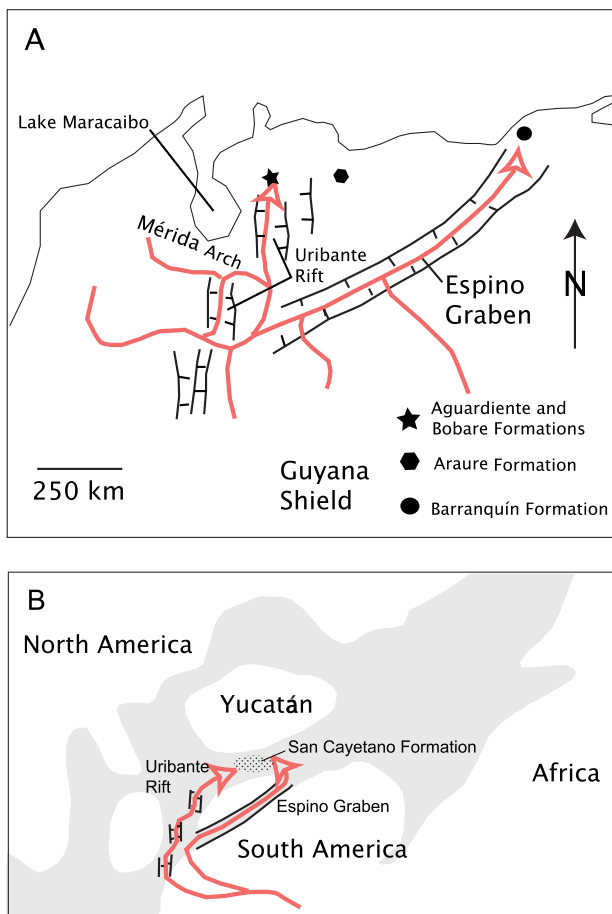 A
Lake Maracaibo
Mérida Arch
Uribante
Rift
Espino
Graben
N
Aguardiente and
Bobare Formations
Araure Formation
Barranquín Formation
Guyana
Shield
250 km
B
North America
Yucatán
San Cayetano Formation
Uribante
Rift
Africa
Espino Graben
South America